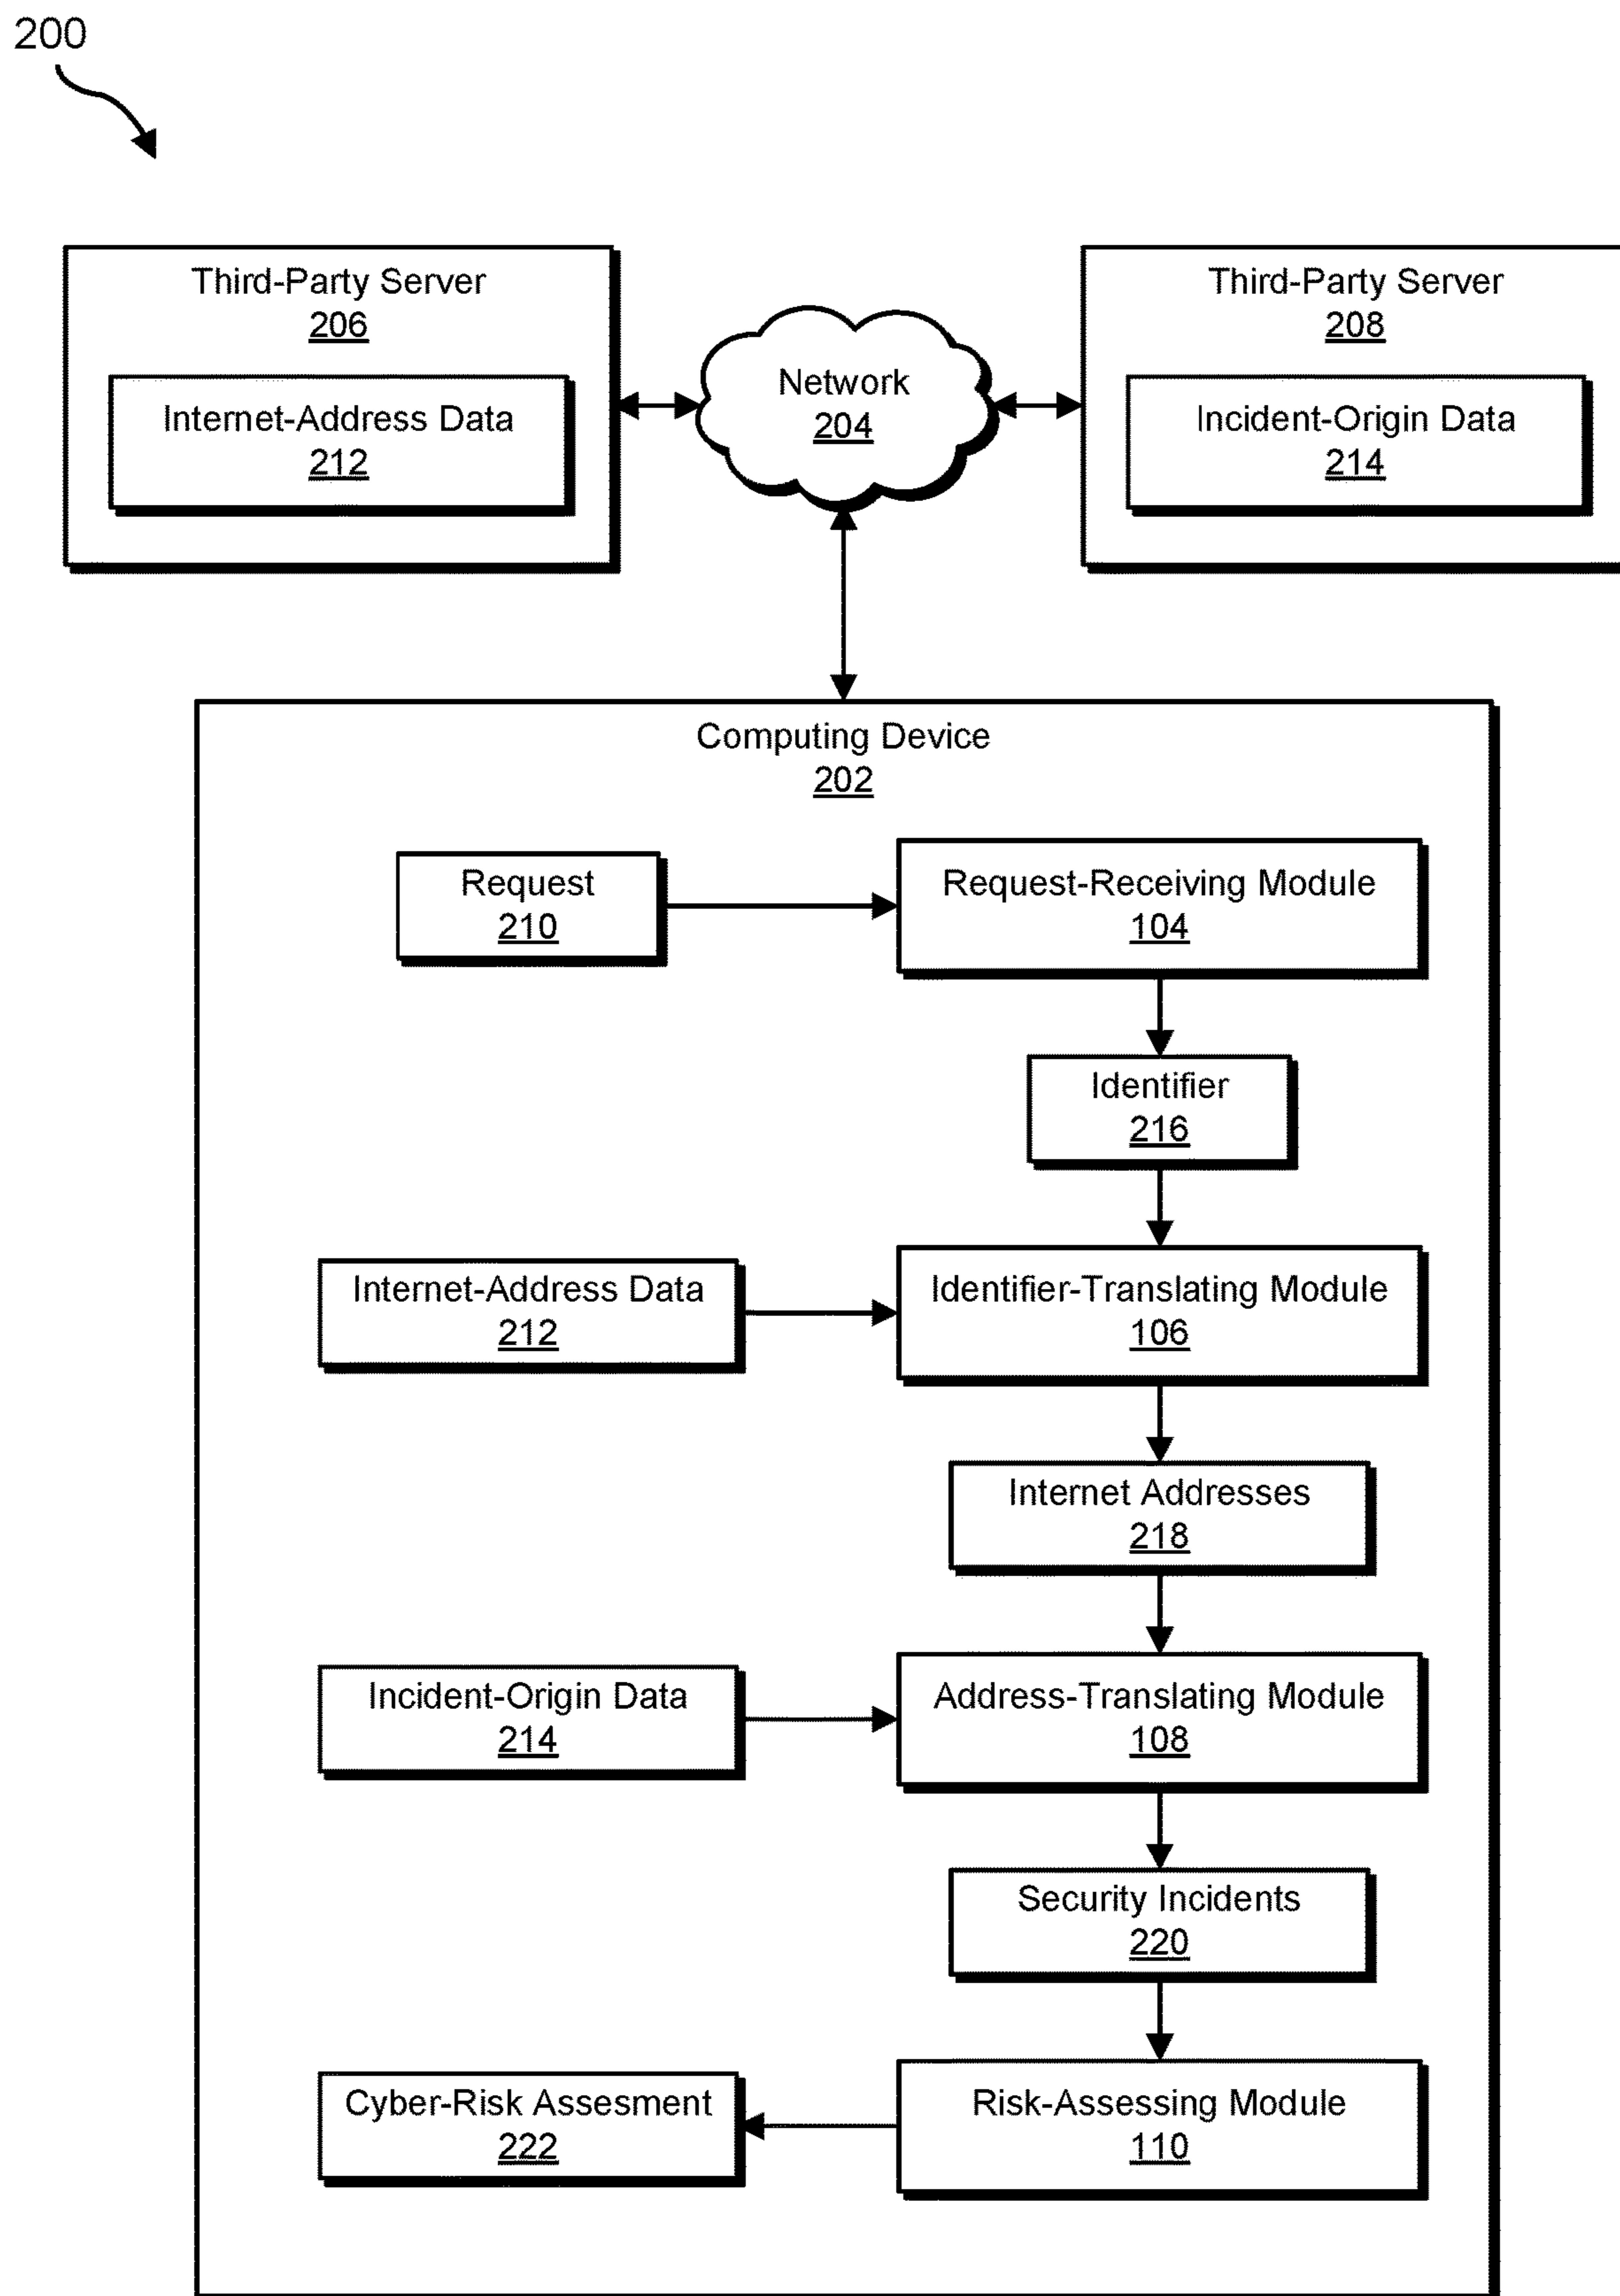 200
Third-Party Server
206
Internet-Address Data
212
Network
204
Third-Party Server
208
Incident-Origin Data
214
Computing Device
202
Request
210
Request-Receiving Module
104
Identifier
216
Internet-Address Data
212
Identifier-Translating Module
106
Internet Addresses
218
Incident-Origin Data
214
Address-Translating Module
108
Security Incidents
220
Cyber-Risk Assesment
222
Risk-Assessing Module
110